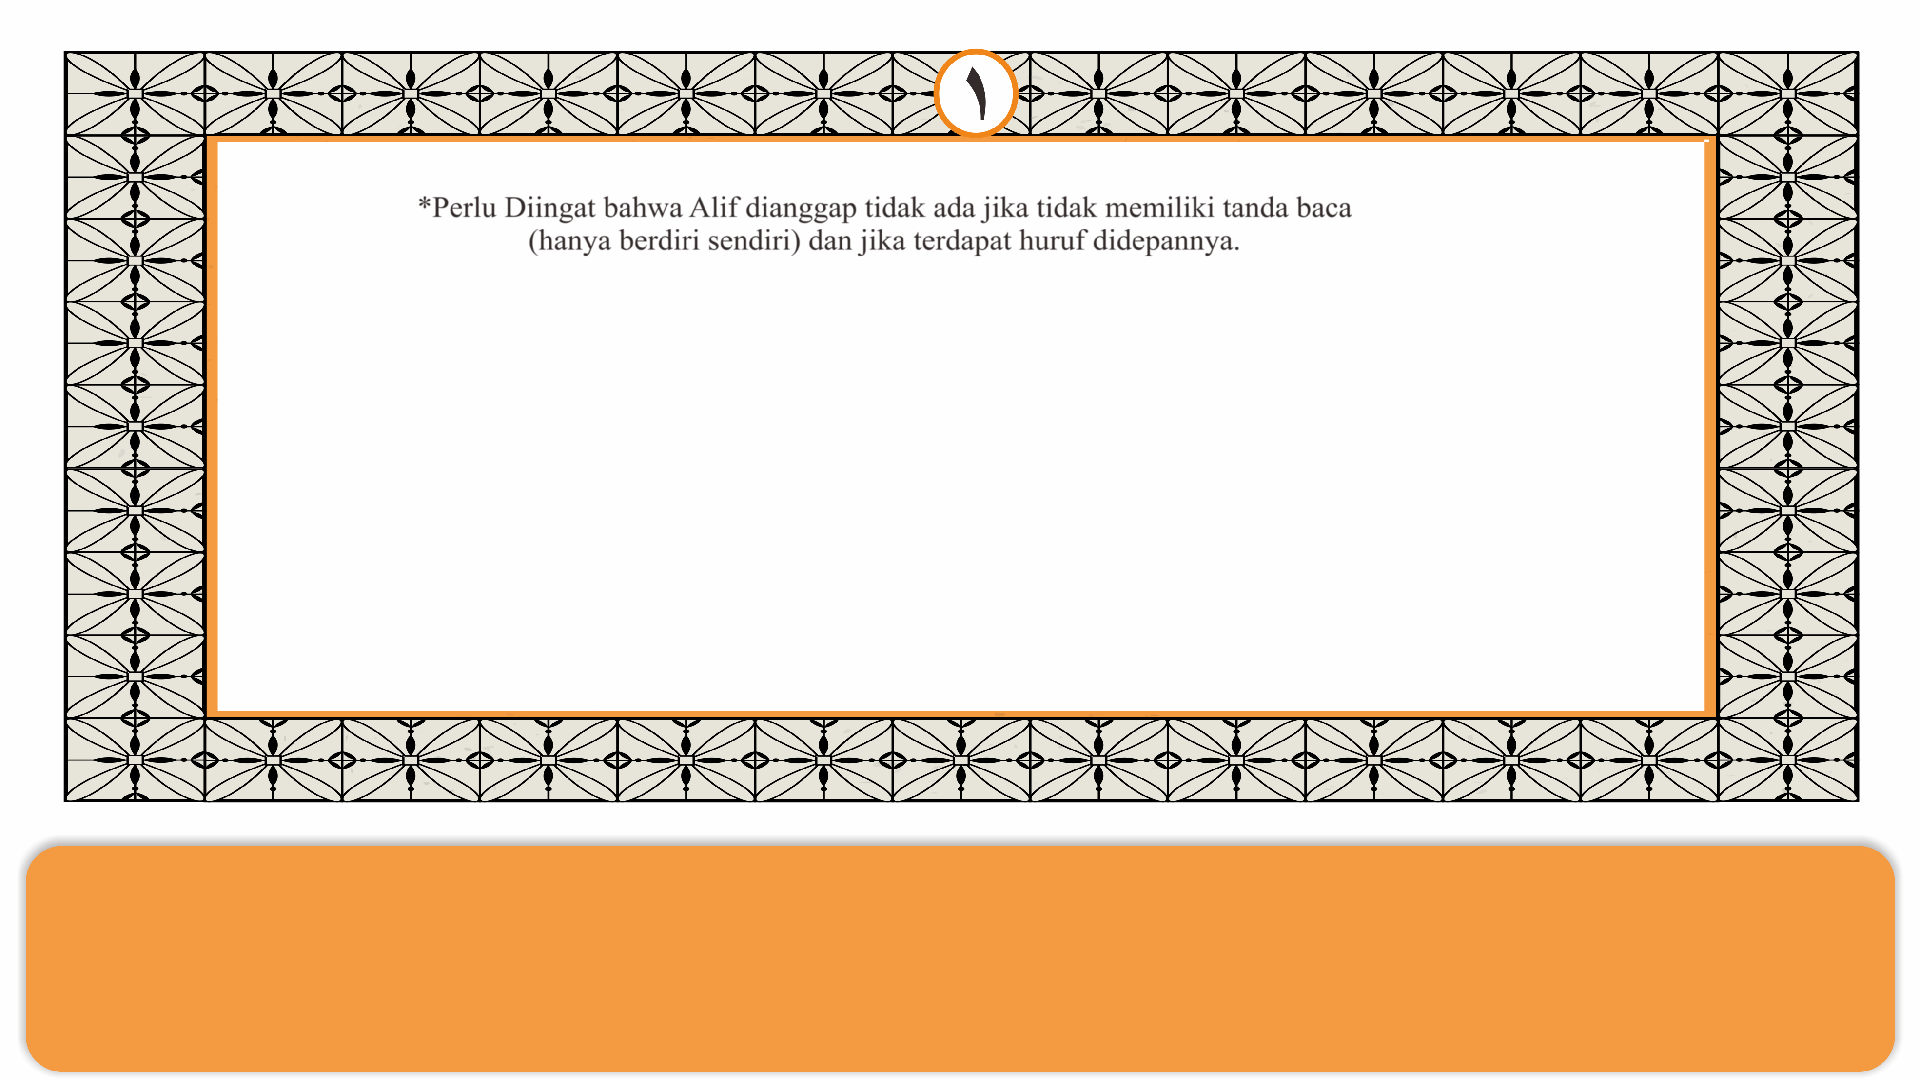 ١
*Perlu Diingat bahwa Alif dianggap tidak ada jika tidak memiliki tanda baca
(hanya berdiri sendiri) dan jika terdapat huruf didepannya.